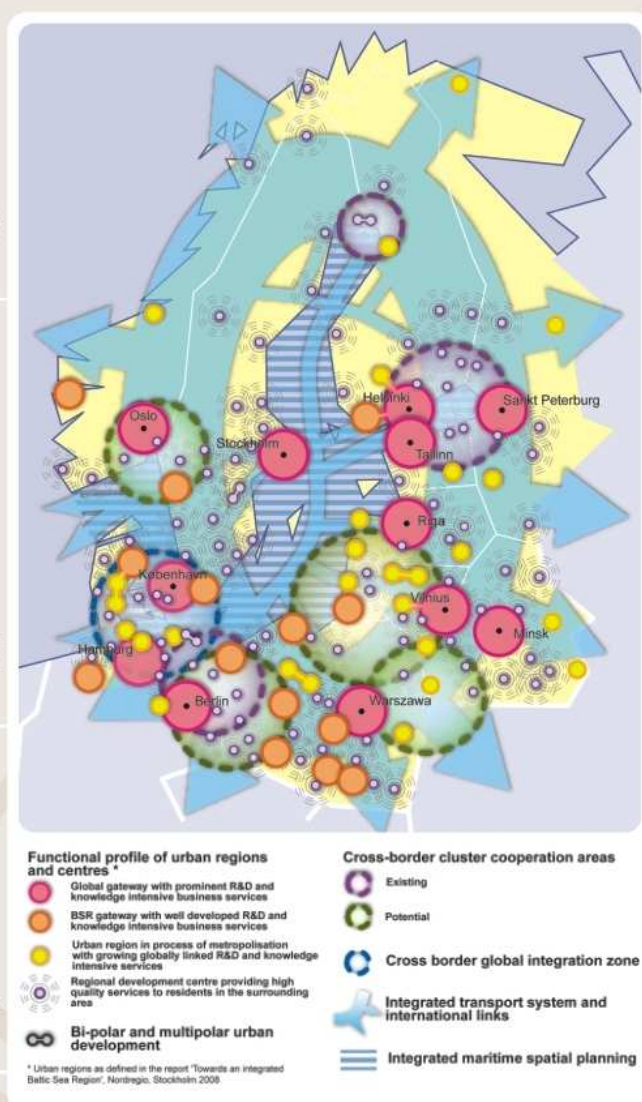 Oslo
Helsinki
Sankt Peterburg
Stockholm
Tallinn
Riga
København
Vilnius
Minsk
Hamburg
Berlin
Warszawa
Functional profile of urban regions
and centres *
Global gateway with prominent R&D and
knowledge intensive business services
BSR gateway with well developed R&D and
knowledge intensive business services
Urban region in process of metropolisation
with growing globally linked R&D and knowledge
intensive services
Regional development centre providing high
quality services to residents in the surrounding
area
Bi-polar and multipolar urban
development
* Urban regions as defined in the report 'Towards an integrated
Baltic Sea Region', Nordregio, Stockholm 2008
Cross-border cluster cooperation areas
Existing
Potential
Cross border global integration zone
Integrated transport system and
international links
Integrated maritime spatial planning